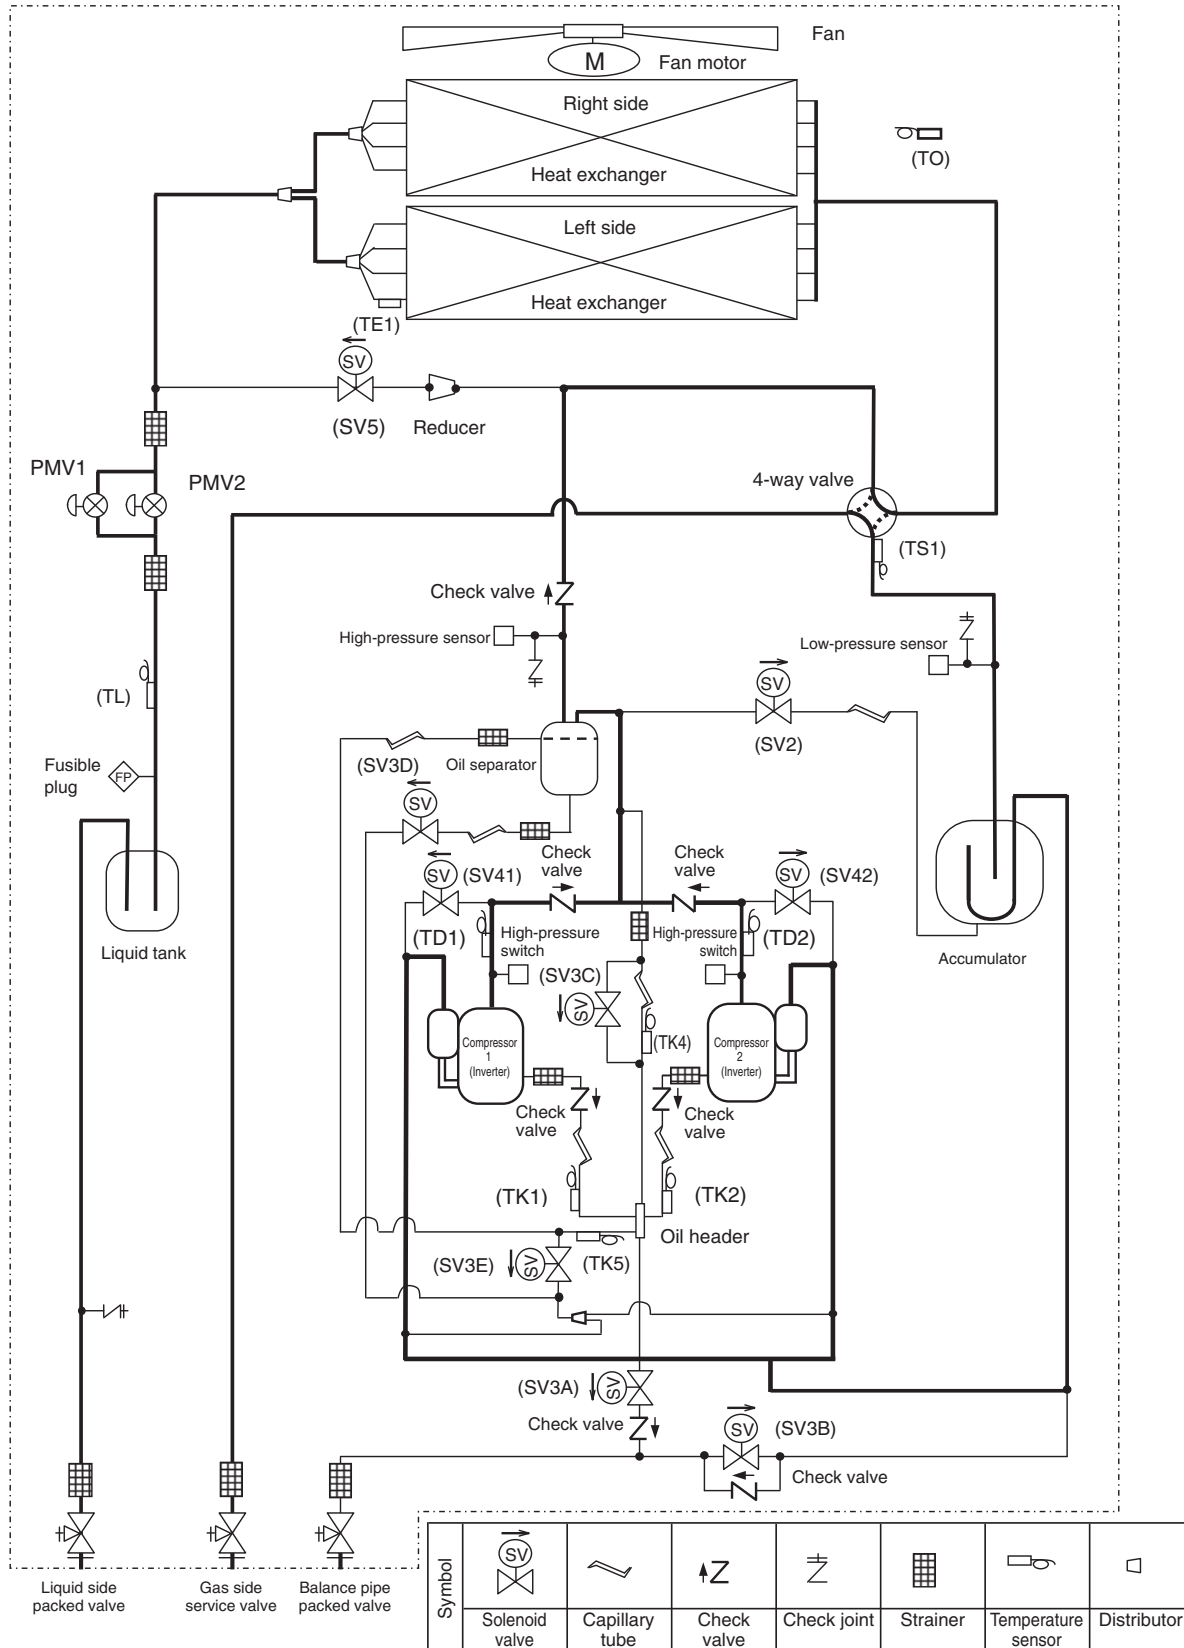 Fan
M
Fan motor
Right side
(TO)
Heat exchanger
Left side
Heat exchanger
(TE1)
SV
(SV5)
Reducer
PMV1
PMV2
4-way valve
(TS1)
Check valve
High-pressure sensor
Low-pressure sensor
(TL)
SV
(SV2)
Fusible
plug
FP
(SV3D)
Oil separator
SV
Check
valve
Check
valve
SV
(SV41)
SV
(SV42)
(TD1)
High-pressure
switch
High-pressure
switch
(TD2)
Liquid tank
Accumulator
(SV3C)
SV
Compressor
1
(Inverter)
(TK4)
Compressor
2
(Inverter)
Check
valve
Check
valve
(TK1)
(TK2)
Oil header
(SV3E)
SV
(TK5)
(SV3A)
SV
Check valve
SV
(SV3B)
Check valve
Liquid side
packed valve
Gas side
service valve
Balance pipe
packed valve
Symbol
SV
Solenoid
valve
Capillary
tube
Check
valve
Check joint
Strainer
Temperature
sensor
Distributor